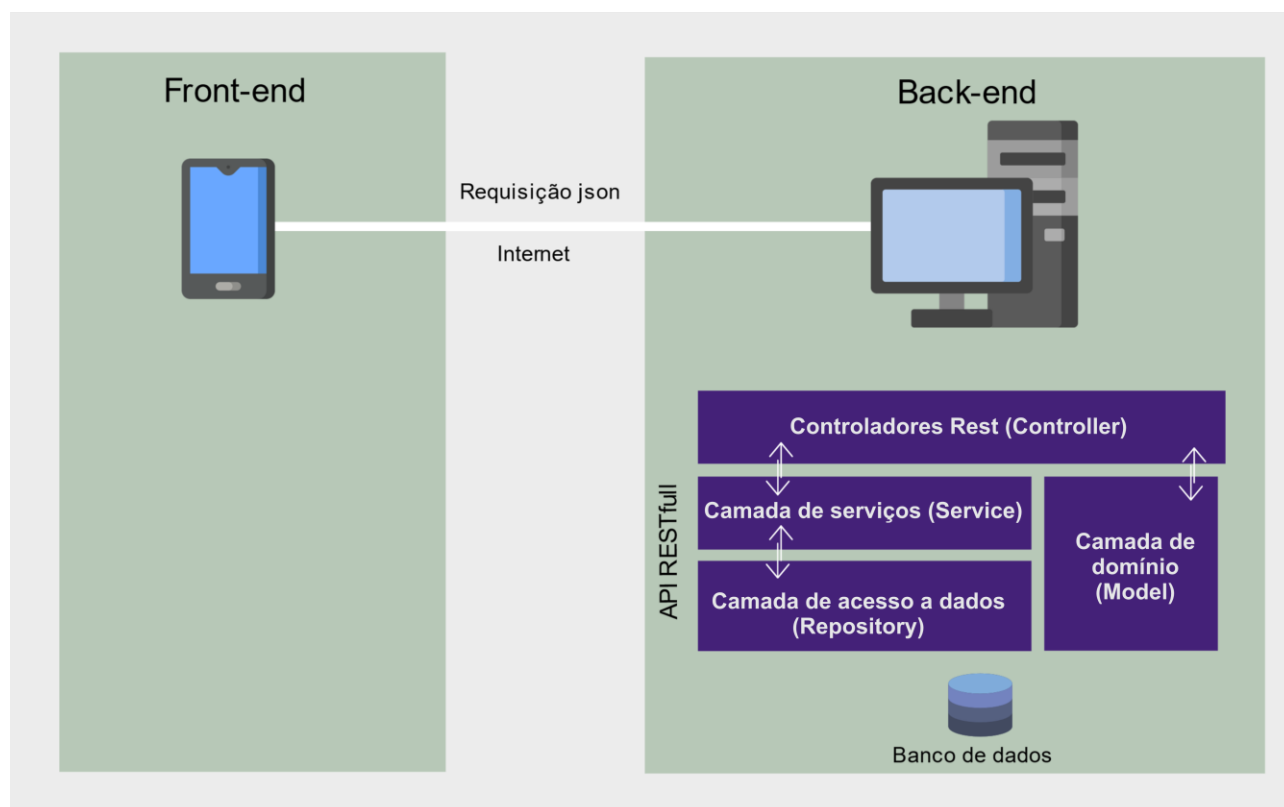 Front-end
Back-end
Requisição json
Internet
API RESTfull
Controladores Rest (Controller)
Camada de serviços (Service)
Camada de acesso a dados
(Repository)
Camada de
domínio
(Model)
Banco de dados